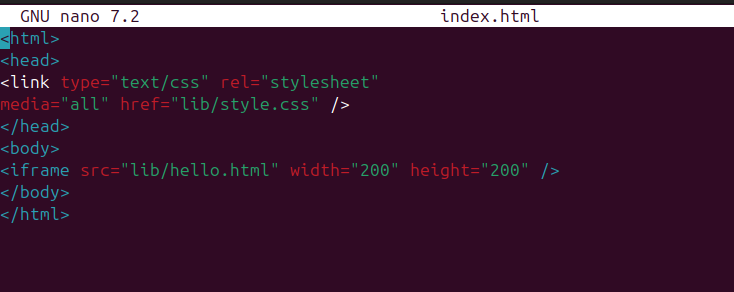 GNU nano 7.2 index.html
<html>
<head>
<link type="text/css" rel="stylesheet"
media="all" href="lib/style.css" />
</head>
<body>
<iframe src="lib/hello.html" width="200" height="200" />
</body>
</html>